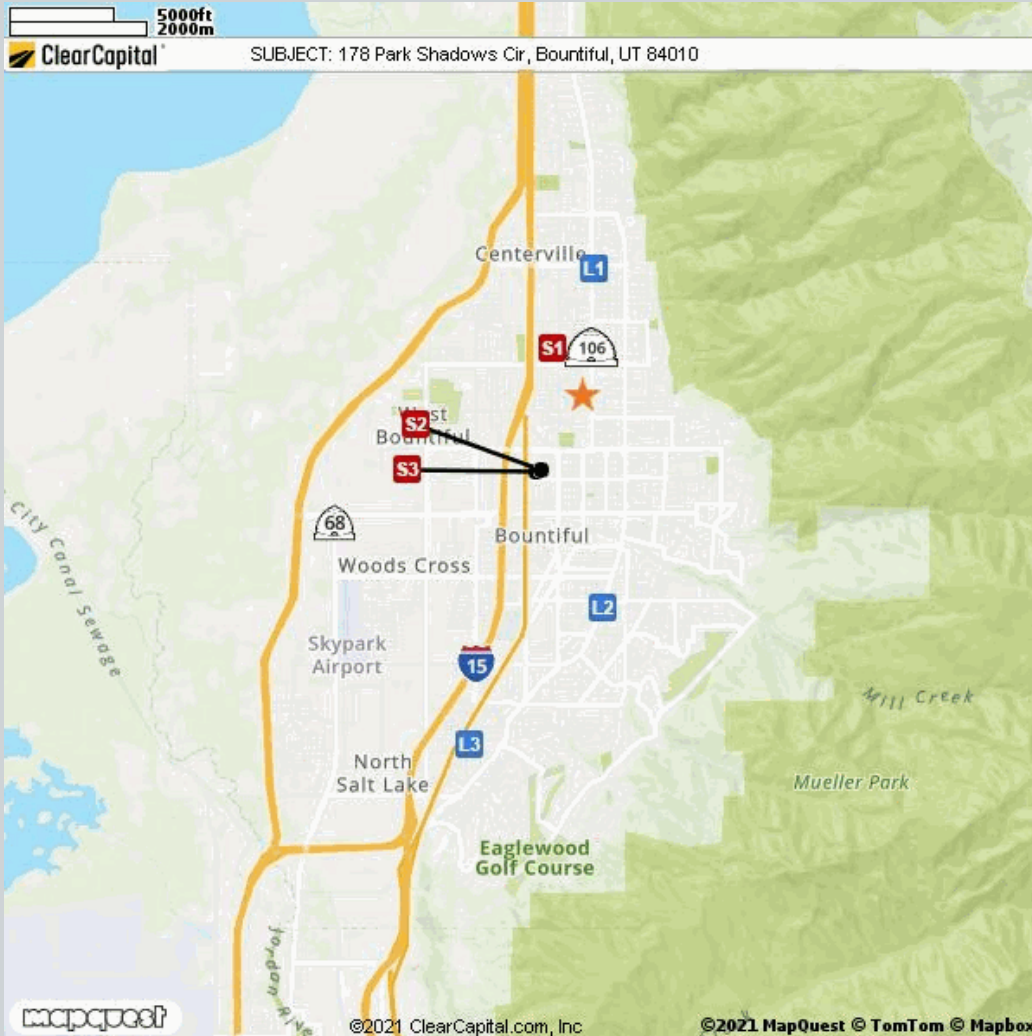 5000ft
2000m
ClearCapital
SUBJECT: 178 Park Shadows Cir, Bountiful, UT 84010
Centerville
L1
S1
106
West
Bountiful
S2
S3
68
City Canal Sewage
Bountiful
Woods Cross
L2
Skypark
Airport
15
Mill Creek
L3
North
Salt Lake
Mueller Park
Eaglewood
Golf Course
Jordan River
mapquest
©2021 ClearCapital.com, Inc
©2021 MapQuest © TomTom © Mapbox